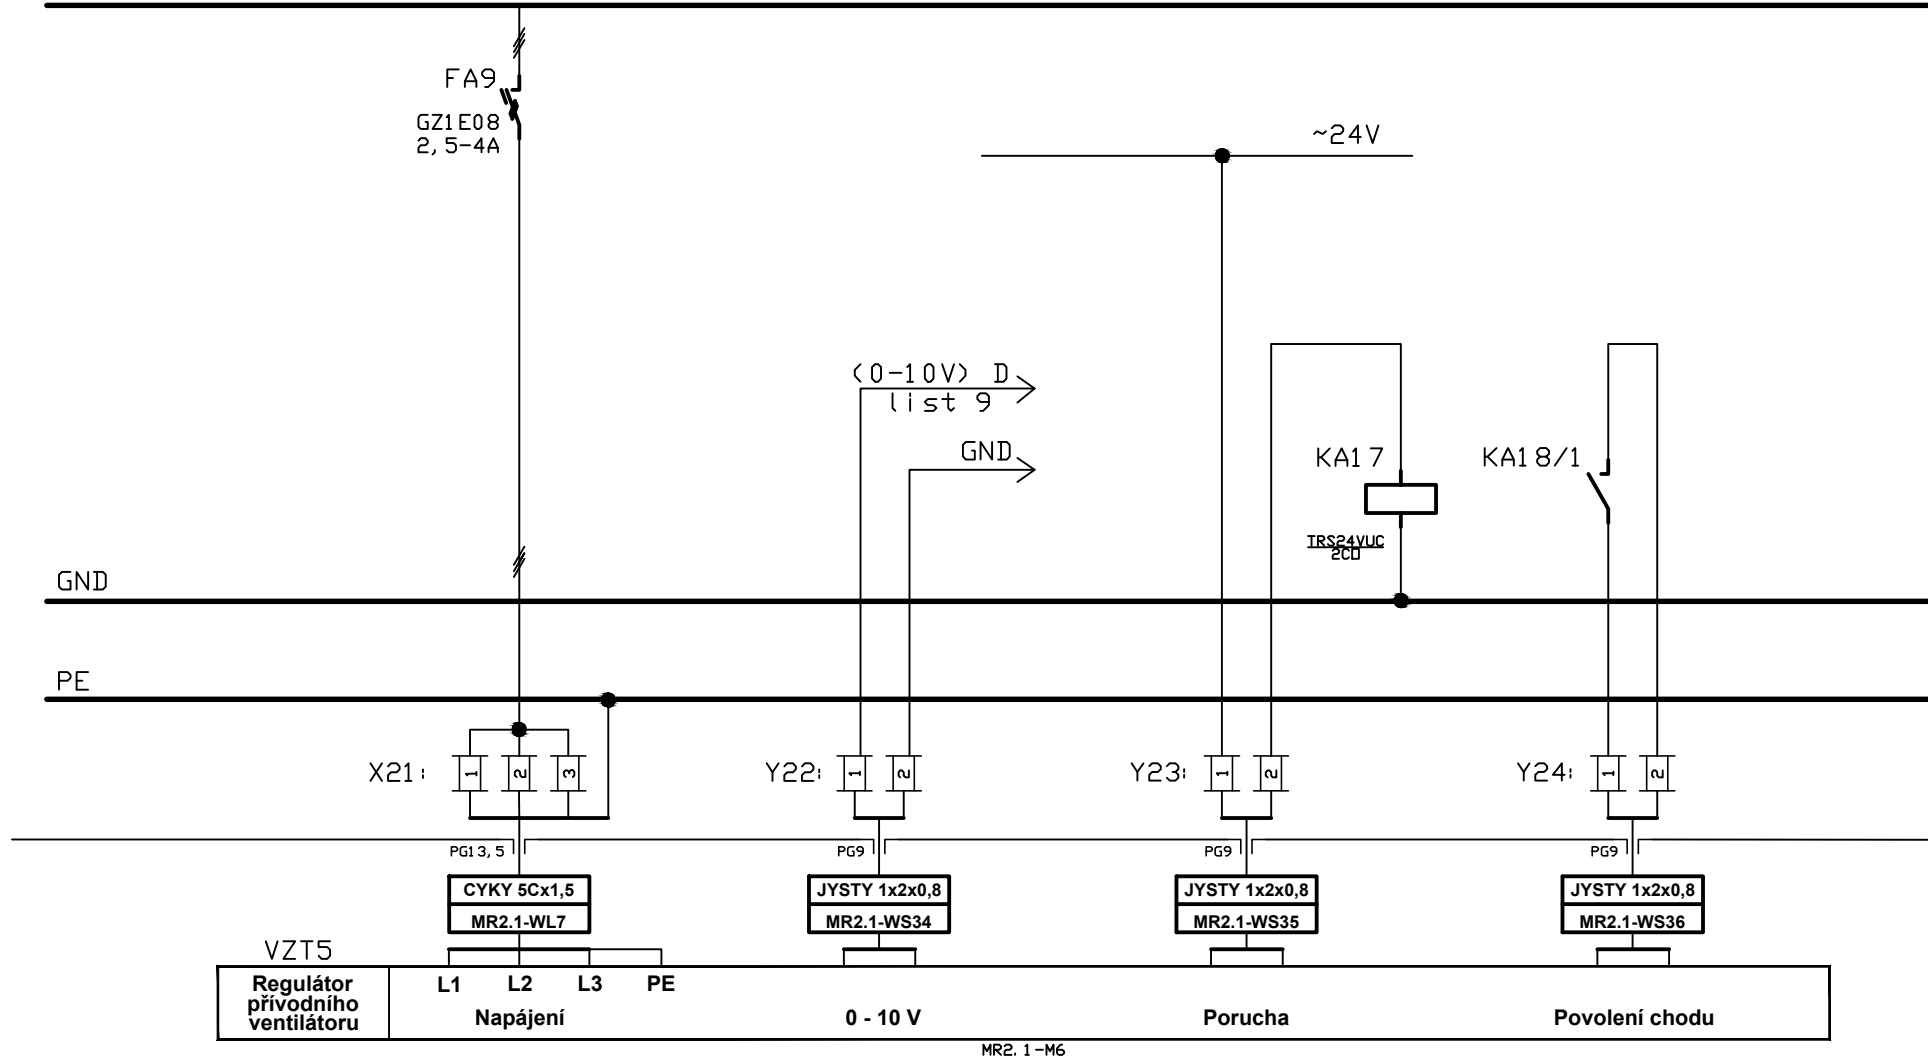 FA9
GZ1E08
2,5-4A
~24V
(0-10V) D
list 9
GND
KA17
KA18/1
TRS24VUC
2CO
GND
PE
X21: 1 2 3
Y22: 1 2
Y23: 1 2
Y24: 1 2
PG13,5
PG9
PG9
PG9
CYKY 5Cx1,5
MR2.1-WL7
JYSTY 1x2x0,8
MR2.1-WS34
JYSTY 1x2x0,8
MR2.1-WS35
JYSTY 1x2x0,8
MR2.1-WS36
VZT5
Regulátor
přívodního
ventilátoru
L1 L2 L3 PE
Napájení
0 - 10 V
Porucha
Povolení chodu
MR2.1-M6